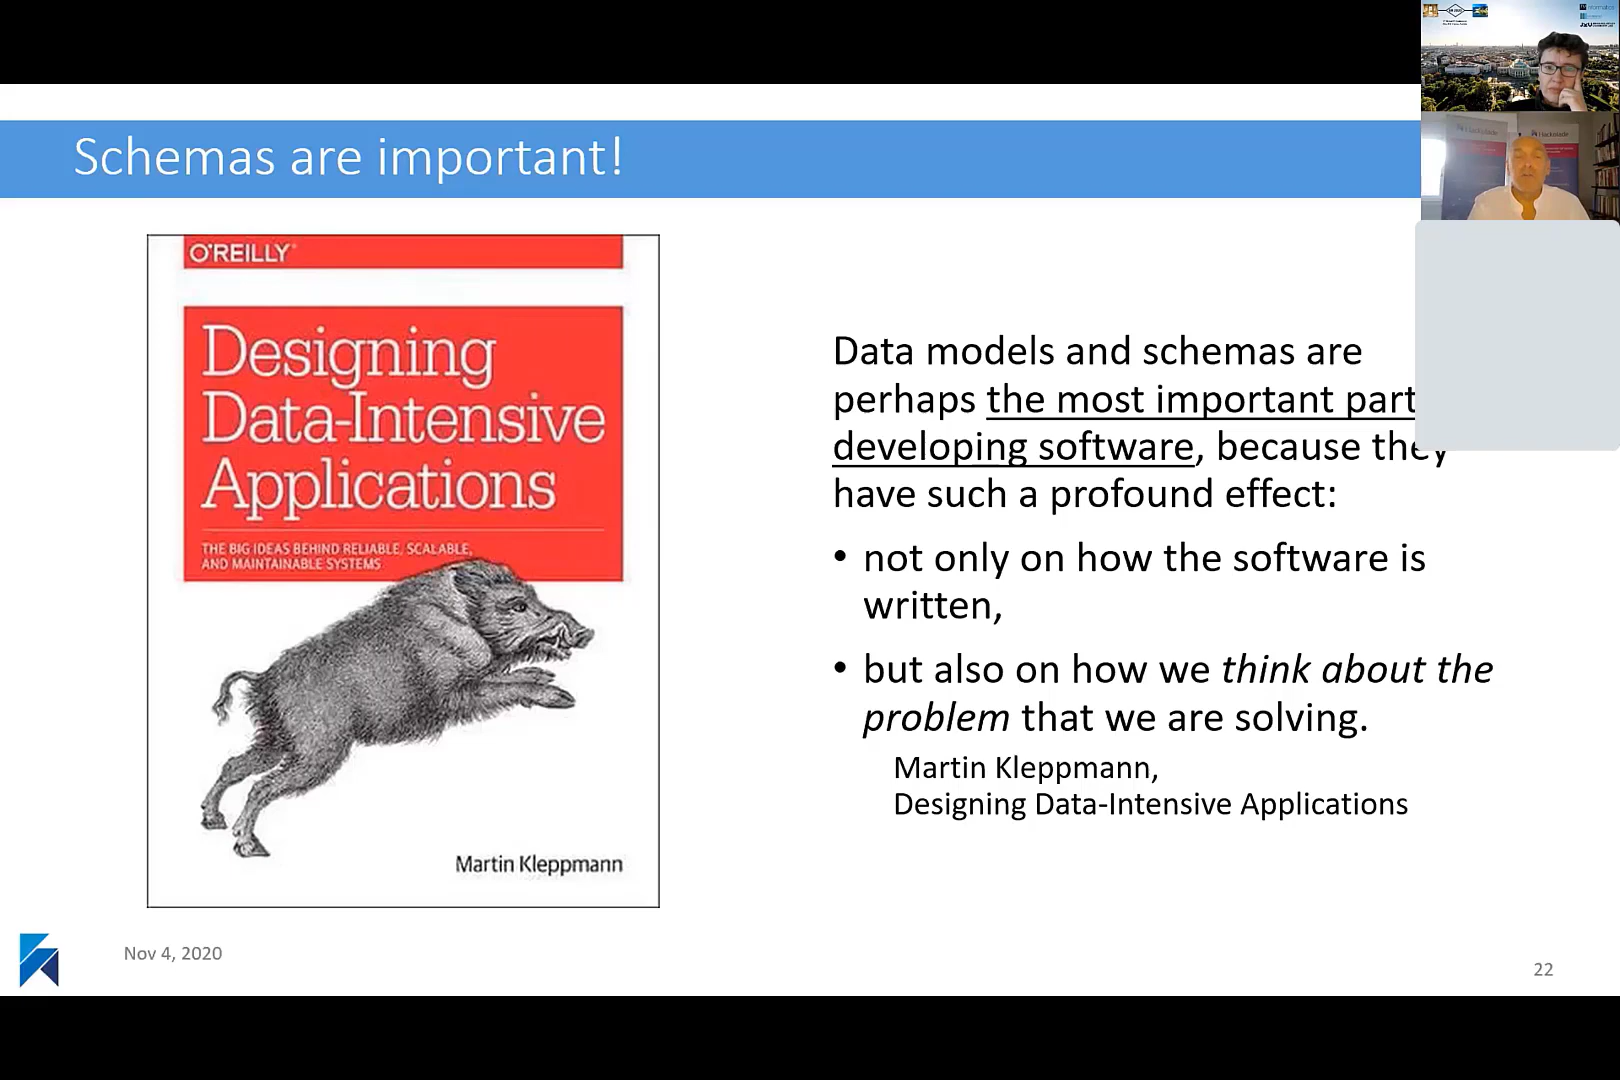 Schemas are important!
O'REILLY®
Designing
Data-Intensive
Applications
THE BIG IDEAS BEHIND RELIABLE, SCALABLE,
AND MAINTAINABLE SYSTEMS
Martin Kleppmann
Data models and schemas are
perhaps the most important part
developing software, because they
have such a profound effect:
• not only on how the software is
written,
• but also on how we think about the
problem that we are solving.
Martin Kleppmann,
Designing Data-Intensive Applications
Nov 4, 2020
22
Hackolade
Hackolade